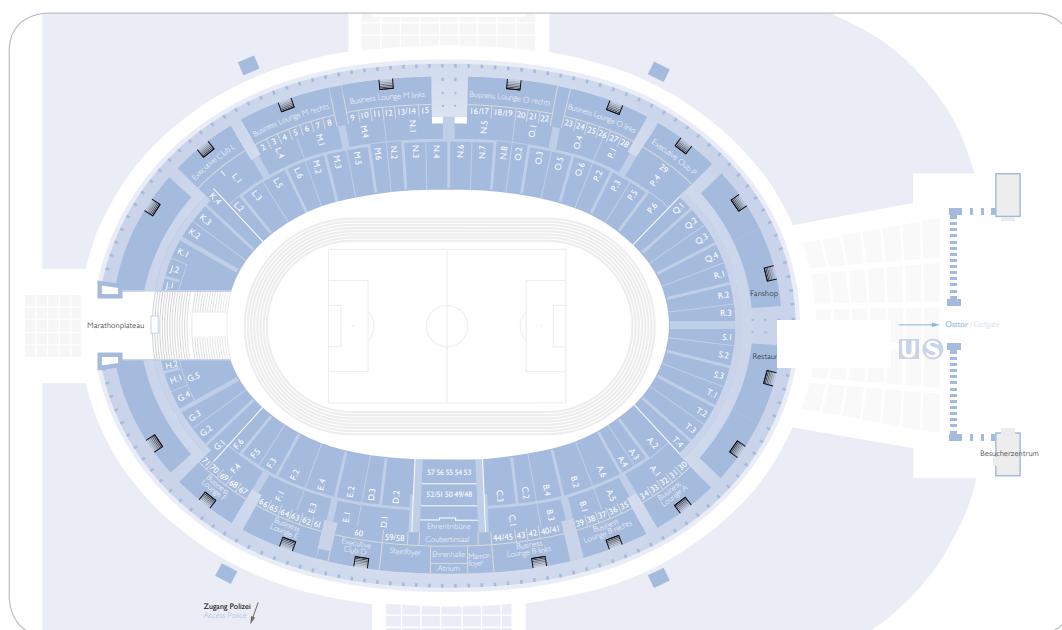 Business Lounge M rechts
Business Lounge M links
Business Lounge O rechts
Business Lounge O links
Executive Club L
Executive Club P
2 3 4 5 6 7 8
9 10 11 12 13/14 15
16/17 18/19 20 21 22
23 24 25 26 27 28
1
29
L.4
M.1
M.4
N.1
N.5
O.1
O.4
P.1
P.4
L.1
K.4
L.2
L.3
L.5
L.6
M.2
M.3
M.5
M.6
N.2
N.3
N.4
N.6
N.7
N.8
O.2
O.3
O.5
O.6
P.2
P.3
P.5
P.6
K.3
K.2
K.1
J.2
J.1
Q.1
Q.2
Q.3
Q.4
R.1
R.2
R.3
Fanshop
Marathonplateau
Osttor / Eastgate
U S
S.1
S.2
S.3
T.1
T.2
T.3
T.4
Restaur
H.2
H.1
G.5
G.4
G.3
G.2
G.1
F.6
F.5
F.4
F.3
F.2
F.1
E.4
E.3
E.2
E.1
D.3
D.2
D.1
57 56 55 54 53
52/51 50 49/48
C.2
B.4
B.3
B.2
B.1
A.6
A.5
A.4
A.3
A.2
71 70 69 68 67
66 65 64 63 62 61
60
59/58
44/45 43 42 40/41
39 38 37 36 35
34 33 32 31 30
Besucherzentrum
Business
Lounge
Executive
Club D
Steinfoyer
Ehrentribüne
Coubertinsaal
Ehrenhalle
Atrium
Marmorfoyer
Business
Lounge B links
Business
Lounge B rechts
Business
Lounge A
Zugang Polizei
Access Police